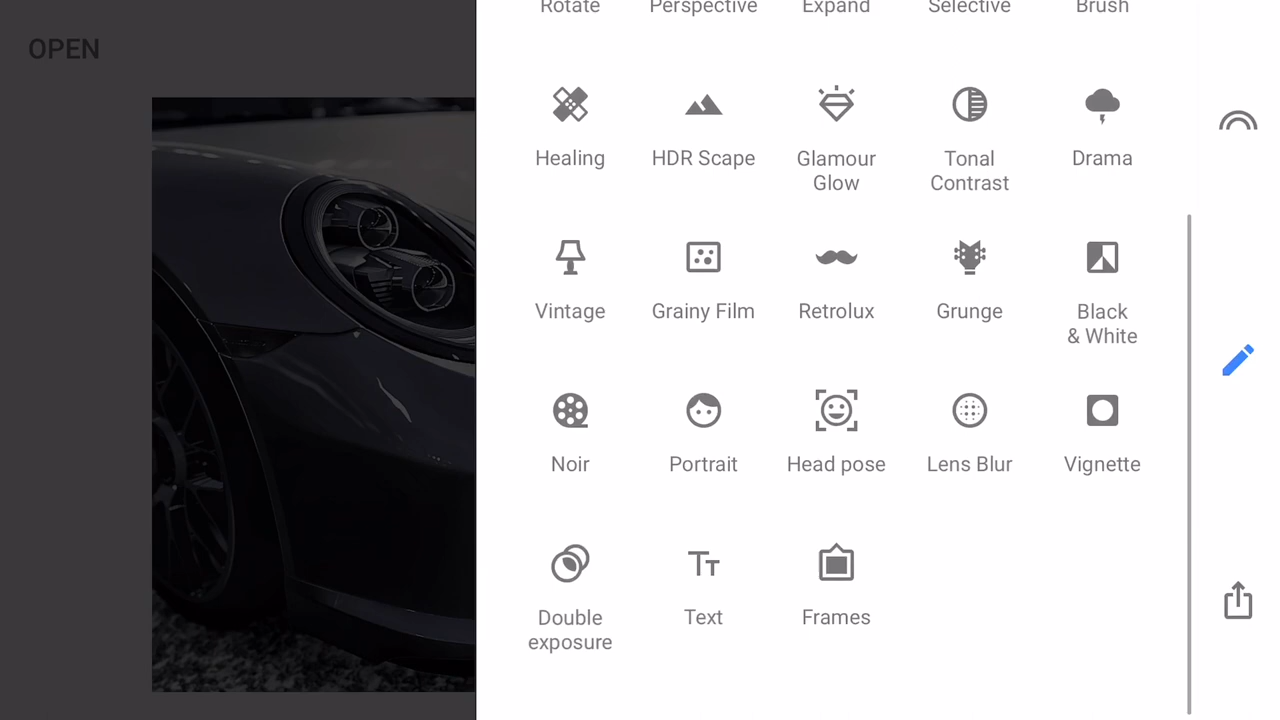 Rotate Perspective Expand Selective Brush
OPEN
Healing HDR Scape Glamour Glow Tonal Contrast Drama
Vintage Grainy Film Retrolux Grunge Black & White
Noir Portrait Head pose Lens Blur Vignette
Double exposure Text Frames